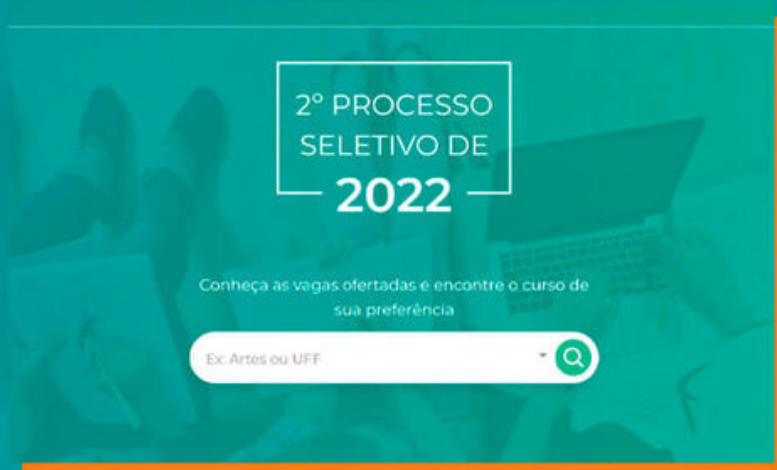 2º PROCESSO
SELETIVO DE
2022
Conheça as vagas ofertadas e encontre o curso de
sua preferência
Ex: Artes ou UFF